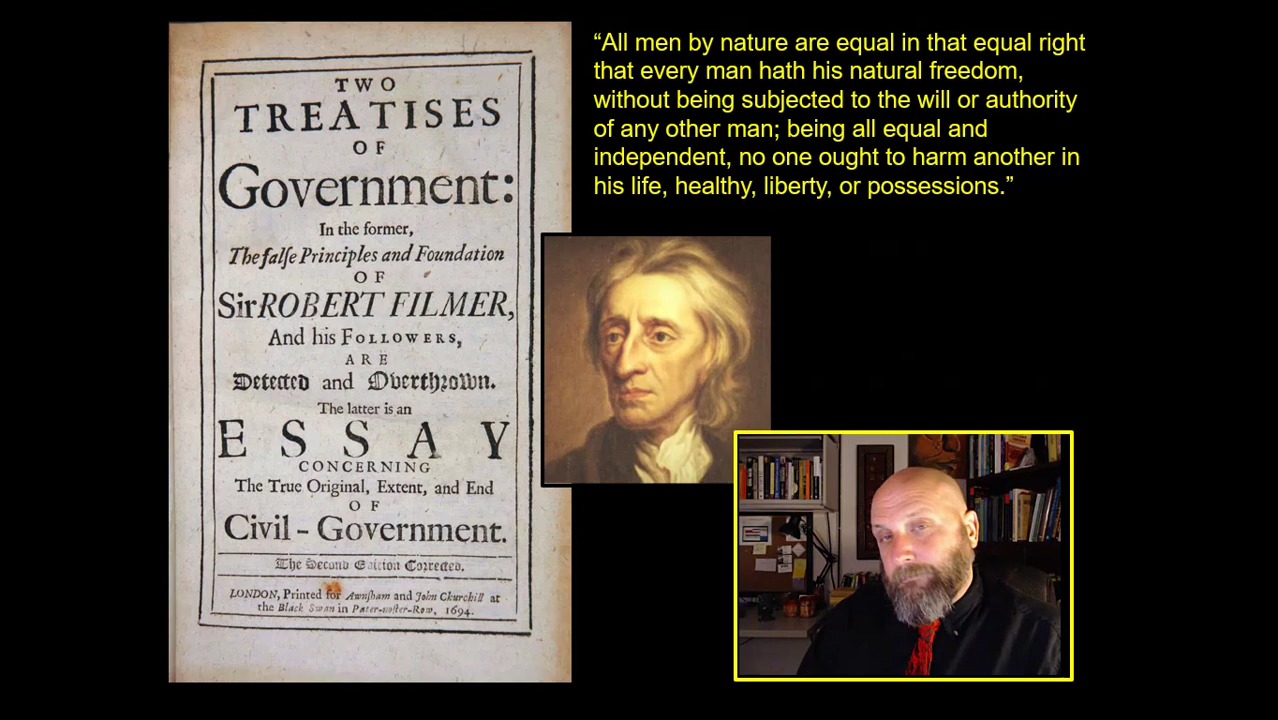 TWO
TREATISES
OF
Government:
In the former,
The falſe Principles and Foundation
OF
Sir ROBERT FILMER,
And his FOLLOWERS,
ARE
Detected and Overthrown.
The latter is an
ESSAY
CONCERNING
The True Original, Extent, and End
OF
Civil-Government.
The Second Edition Corrected.
LONDON, Printed for Awnſham and John Churchill at
the Black Swan in Pater-noſter-Row, 1694.
“All men by nature are equal in that equal right
that every man hath his natural freedom,
without being subjected to the will or authority
of any other man; being all equal and
independent, no one ought to harm another in
his life, healthy, liberty, or possessions.”